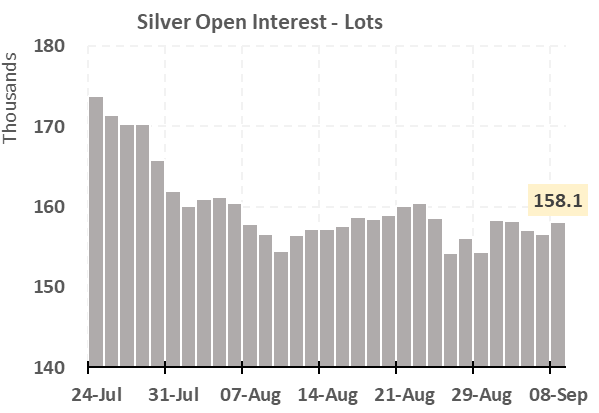 Silver Open Interest - Lots
Thousands
180
170
160
150
140
158.1
24-Jul 31-Jul 07-Aug 14-Aug 21-Aug 29-Aug 08-Sep